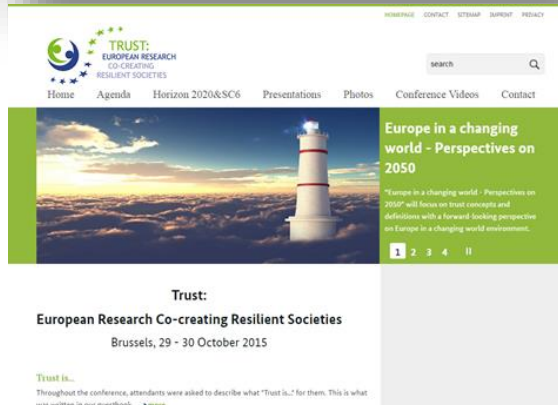 HOMEPAGE CONTACT SITEMAP IMPRINT PRIVACY
TRUST:
EUROPEAN RESEARCH
CO-CREATING
RESILIENT SOCIETIES
search
Home Agenda Horizon 2020&SC6 Presentations Photos Conference Videos Contact
Europe in a changing
world - Perspectives on
2050
"Europe in a changing world - Perspectives on
2050" will focus on trust concepts and
definitions with a forward-looking perspective
on Europe in a changing world environment.
1 2 3 4 II
Trust:
European Research Co-creating Resilient Societies
Brussels, 29 - 30 October 2015
Trust is...
Throughout the conference, attendants were asked to describe what "Trust is..." for them. This is what
was written in our guestbook.